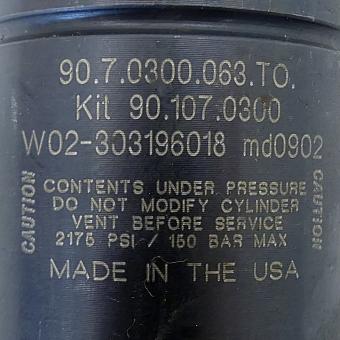 90.7.0300.063.TO.
Kit 90.107.0300
W02-303196018 md0902
CAUTION
CONTENTS UNDER PRESSURE
DO NOT MODIFY CYLINDER
VENT BEFORE SERVICE
2175 PSI / 150 BAR MAX
CAUTION
MADE IN THE USA